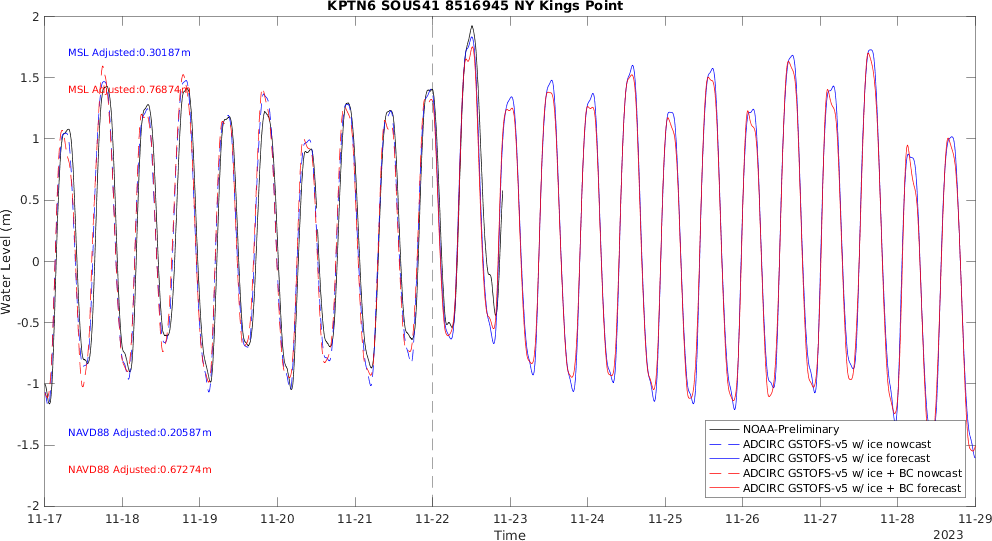 KPTN6 SOUS41 8516945 NY Kings Point
2
1.5
1
0.5
0
-0.5
-1
-1.5
-2
Water Level (m)
MSL Adjusted:0.30187m
MSL Adjusted:0.76874m
NAVD88 Adjusted:0.20587m
NAVD88 Adjusted:0.67274m
NOAA-Preliminary
ADCIRC GSTOFS-v5 w/ ice nowcast
ADCIRC GSTOFS-v5 w/ ice forecast
ADCIRC GSTOFS-v5 w/ ice + BC nowcast
ADCIRC GSTOFS-v5 w/ ice + BC forecast
11-17 11-18 11-19 11-20 11-21 11-22 11-23 11-24 11-25 11-26 11-27 11-28 11-29
Time
2023